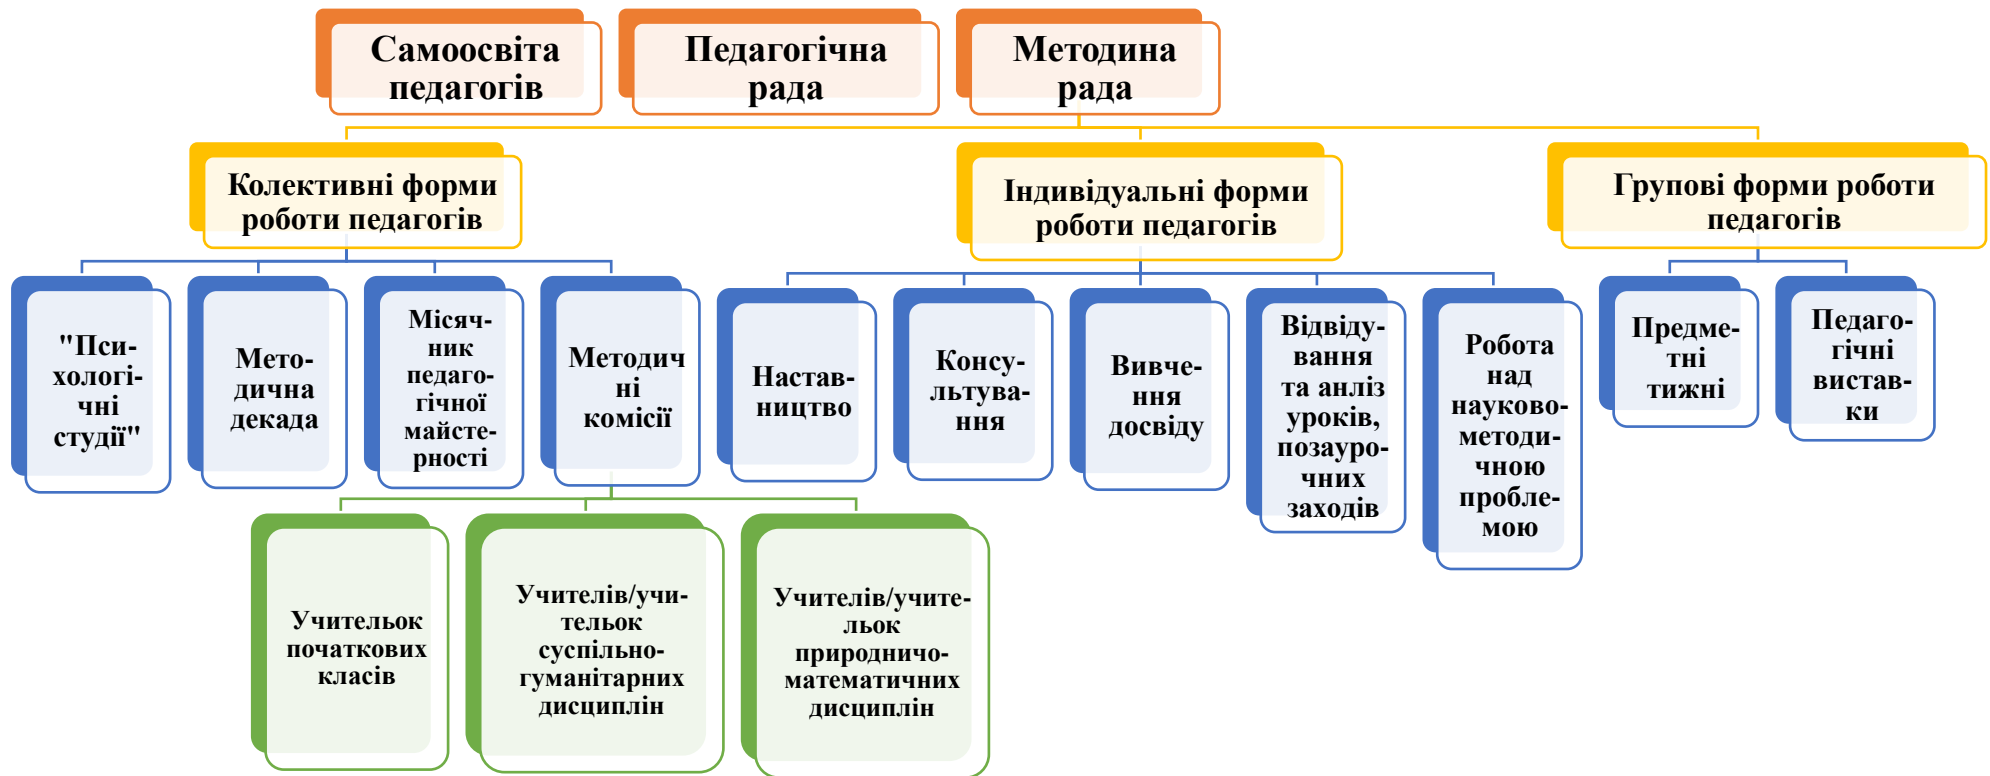 Самоосвіта
педагогів
Педагогічна
рада
Методина
рада
Колективні форми
роботи педагогів
Індивідуальні форми
роботи педагогів
Групові форми роботи
педагогів
"Пси-
хологі-
чні
студії"
Мето-
дична
декада
Місяч-
ник
педаго-
гічної
майсте-
рності
Методич
ні
комісії
Настав-
ництво
Консу-
льтува-
ння
Вивче-
ння
досвіду
Відвіду-
вання
та анліз
уроків,
позауро-
чних
заходів
Робота
над
науково-
методи-
чною
пробле-
мою
Предме-
тні
тижні
Педаго-
гічні
вистав-
ки
Учительок
початкових
класів
Учителів/учи-
тельок
суспільно-
гуманітарних
дисциплін
Учителів/учите-
льок
природничо-
математичних
дисциплін